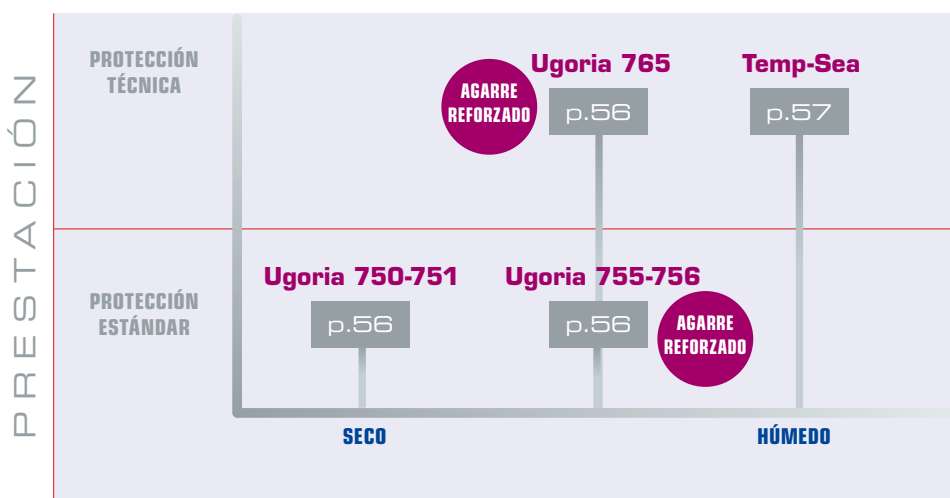 PRESTACIÓN
PROTECCIÓN
TÉCNICA
Ugoria 765
Temp-Sea
AGARRE
REFORZADO
p.56
p.57
PROTECCIÓN
ESTÁNDAR
Ugoria 750-751
Ugoria 755-756
p.56
p.56
AGARRE
REFORZADO
SECO
HÚMEDO